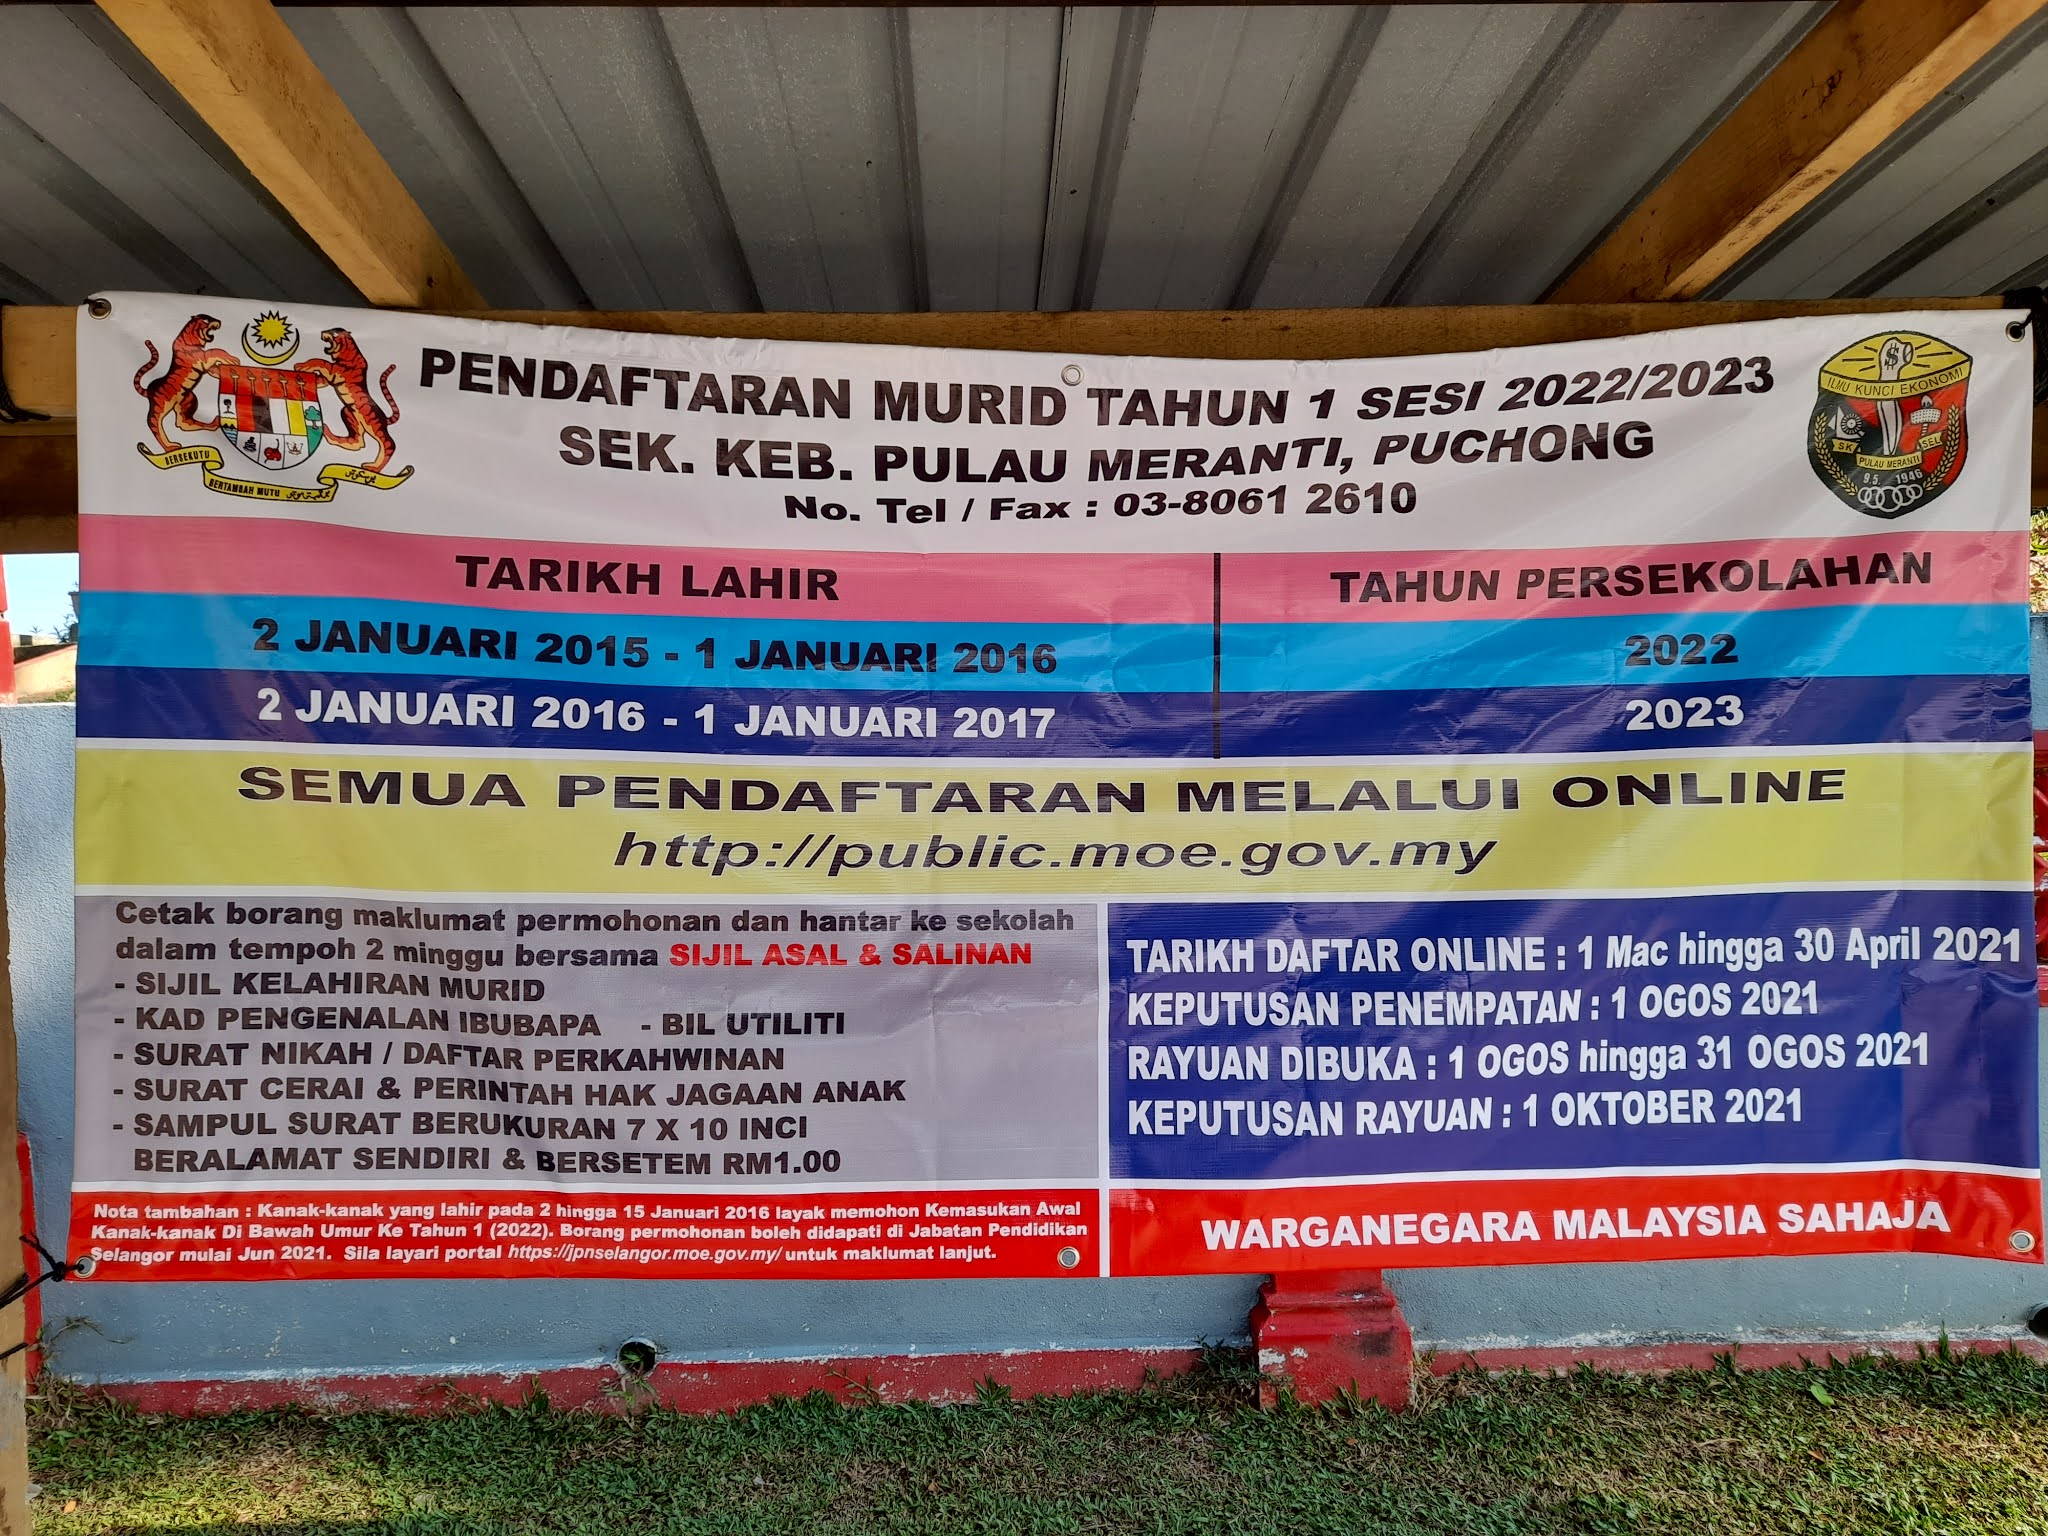 PENDAFTARAN MURID TAHUN 1 SESI 2022/2023
SEK. KEB. PULAU MERANTI, PUCHONG
No. Tel / Fax : 03-8061 2610
BERSEKUTU
BERTAMBAH MUTU
ILMU KUNCI EKONOMI
SK SEL
PULAU MERANTI
9.5. 1946
TARIKH LAHIR TAHUN PERSEKOLAHAN
2 JANUARI 2015 - 1 JANUARI 2016 2022
2 JANUARI 2016 - 1 JANUARI 2017 2023
SEMUA PENDAFTARAN MELALUI ONLINE
http://public.moe.gov.my
Cetak borang maklumat permohonan dan hantar ke sekolah
dalam tempoh 2 minggu bersama SIJIL ASAL & SALINAN
- SIJIL KELAHIRAN MURID
- KAD PENGENALAN IBUBAPA - BIL UTILITI
- SURAT NIKAH / DAFTAR PERKAHWINAN
- SURAT CERAI & PERINTAH HAK JAGAAN ANAK
- SAMPUL SURAT BERUKURAN 7 X 10 INCI
BERALAMAT SENDIRI & BERSETEM RM1.00
TARIKH DAFTAR ONLINE : 1 Mac hingga 30 April 2021
KEPUTUSAN PENEMPATAN : 1 OGOS 2021
RAYUAN DIBUKA : 1 OGOS hingga 31 OGOS 2021
KEPUTUSAN RAYUAN : 1 OKTOBER 2021
Nota tambahan : Kanak-kanak yang lahir pada 2 hingga 15 Januari 2016 layak memohon Kemasukan Awal
Kanak-kanak Di Bawah Umur Ke Tahun 1 (2022). Borang permohonan boleh didapati di Jabatan Pendidikan
Selangor mulai Jun 2021. Sila layari portal https://jpnselangor.moe.gov.my/ untuk maklumat lanjut.
WARGANEGARA MALAYSIA SAHAJA